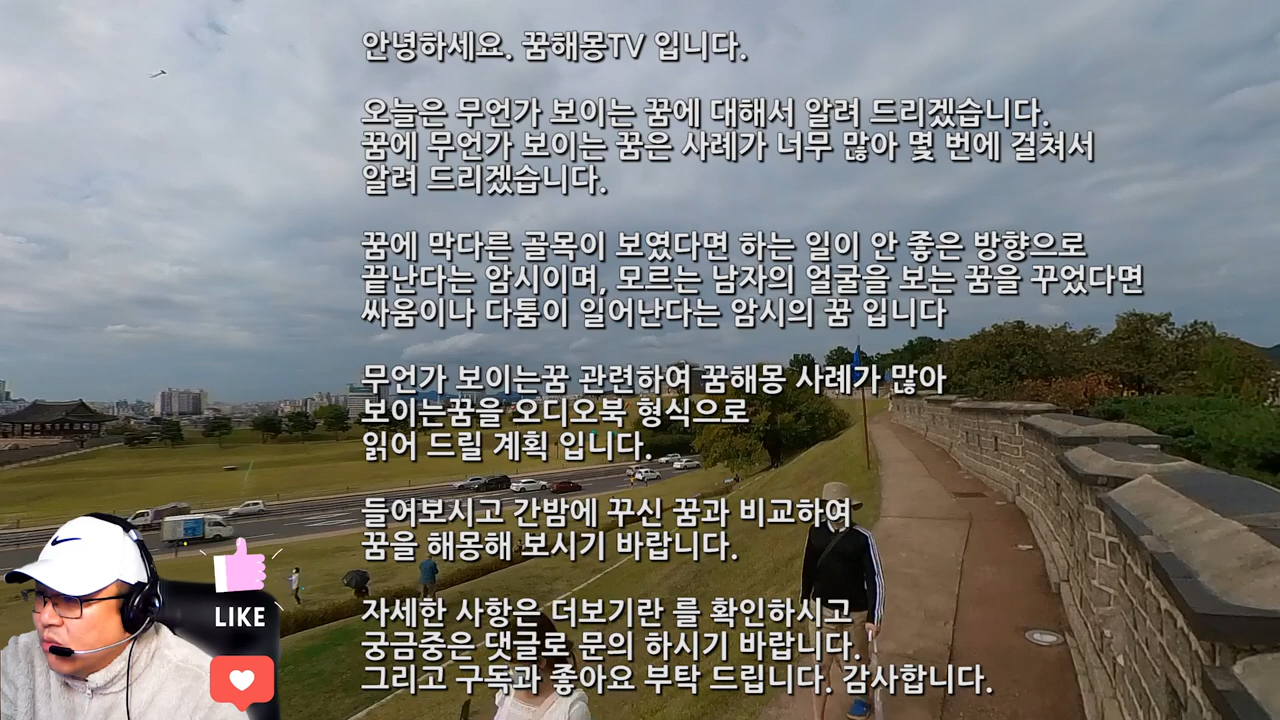 안녕하세요. 꿈해몽TV 입니다.
오늘은 무언가 보이는 꿈에 대해서 알려 드리겠습니다.
꿈에 무언가 보이는 꿈은 사례가 너무 많아 몇 번에 걸쳐서
알려 드리겠습니다.
꿈에 막다른 골목이 보였다면 하는 일이 안 좋은 방향으로
끝난다는 암시이며, 모르는 남자의 얼굴을 보는 꿈을 꾸었다면
싸움이나 다툼이 일어난다는 암시의 꿈 입니다
무언가 보이는꿈 관련하여 꿈해몽 사례가 많아
보이는꿈을 오디오북 형식으로
읽어 드릴 계획 입니다.
들어보시고 간밤에 꾸신 꿈과 비교하여
꿈을 해몽해 보시기 바랍니다.
자세한 사항은 더보기란 를 확인하시고
궁금중은 댓글로 문의 하시기 바랍니다.
그리고 구독과 좋아요 부탁 드립니다. 감사합니다.
LIKE